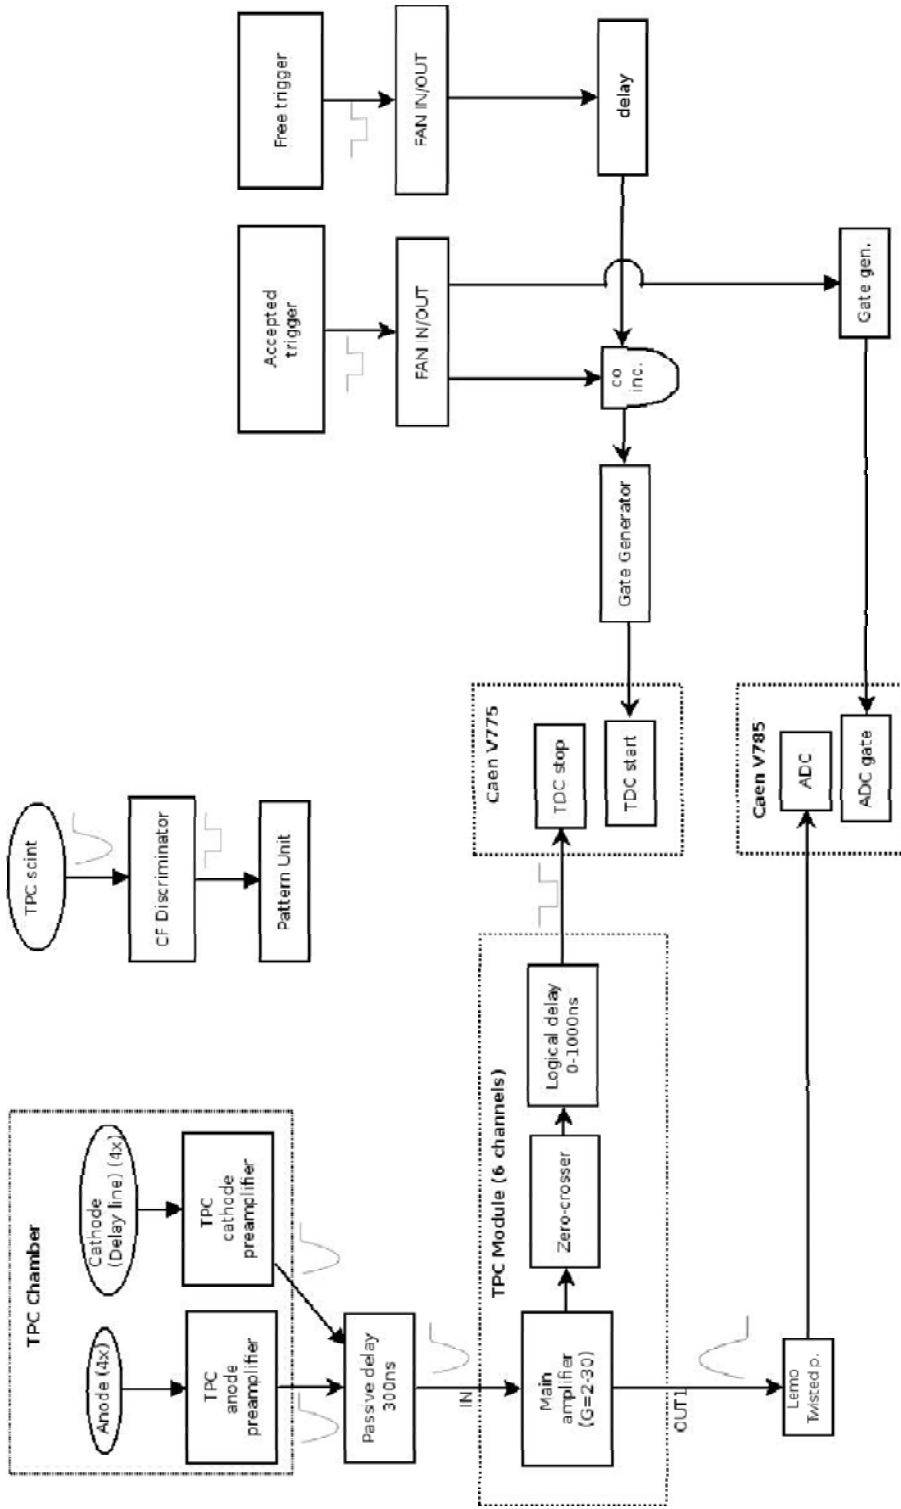 TPC Chamber
Anode (4x)
Cathode
(Delay line) (4x)
TPC
anode
preamplifier
TPC
cathode
preamplifier
Passive delay
300ns
IN
TPC Module (6 channels)
Main
amplifier
(G=2-30)
Zero-crosser
Logical delay
0-1000ns
OUT1
Lemo
Twisted p.
TPC scint
CF Discriminator
Pattern Unit
Caen V775
TDC stop
TDC start
Caen V785
ADC
ADC gate
Gate Generator
co
inc.
Accepted
trigger
FAN IN/OUT
Free trigger
FAN IN/OUT
delay
Gate gen.